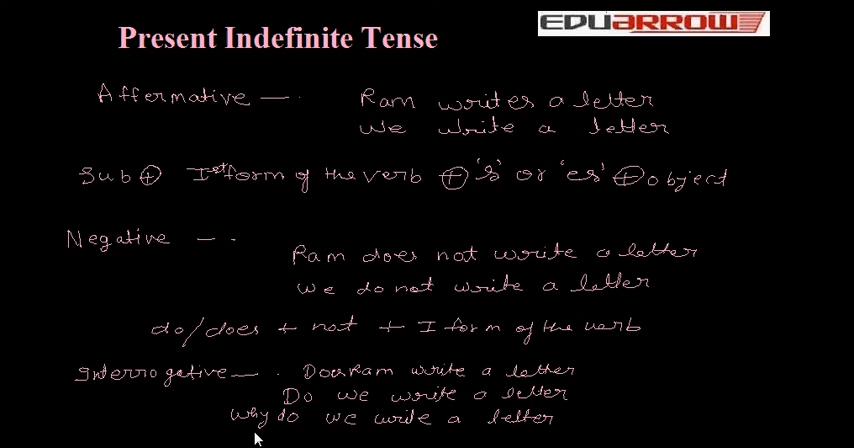 EDUARROW
Present Indefinite Tense
Affermative —.
Ram writes a letter
We write a letter
Sub + Ist form of the verb + 's' or 'es' + object
Negative — .
Ram does not write a letter
We do not write a letter
do/does + not + I form of the verb
Interrogative — . Does Ram write a letter
Do we write a letter
Why do we write a letter